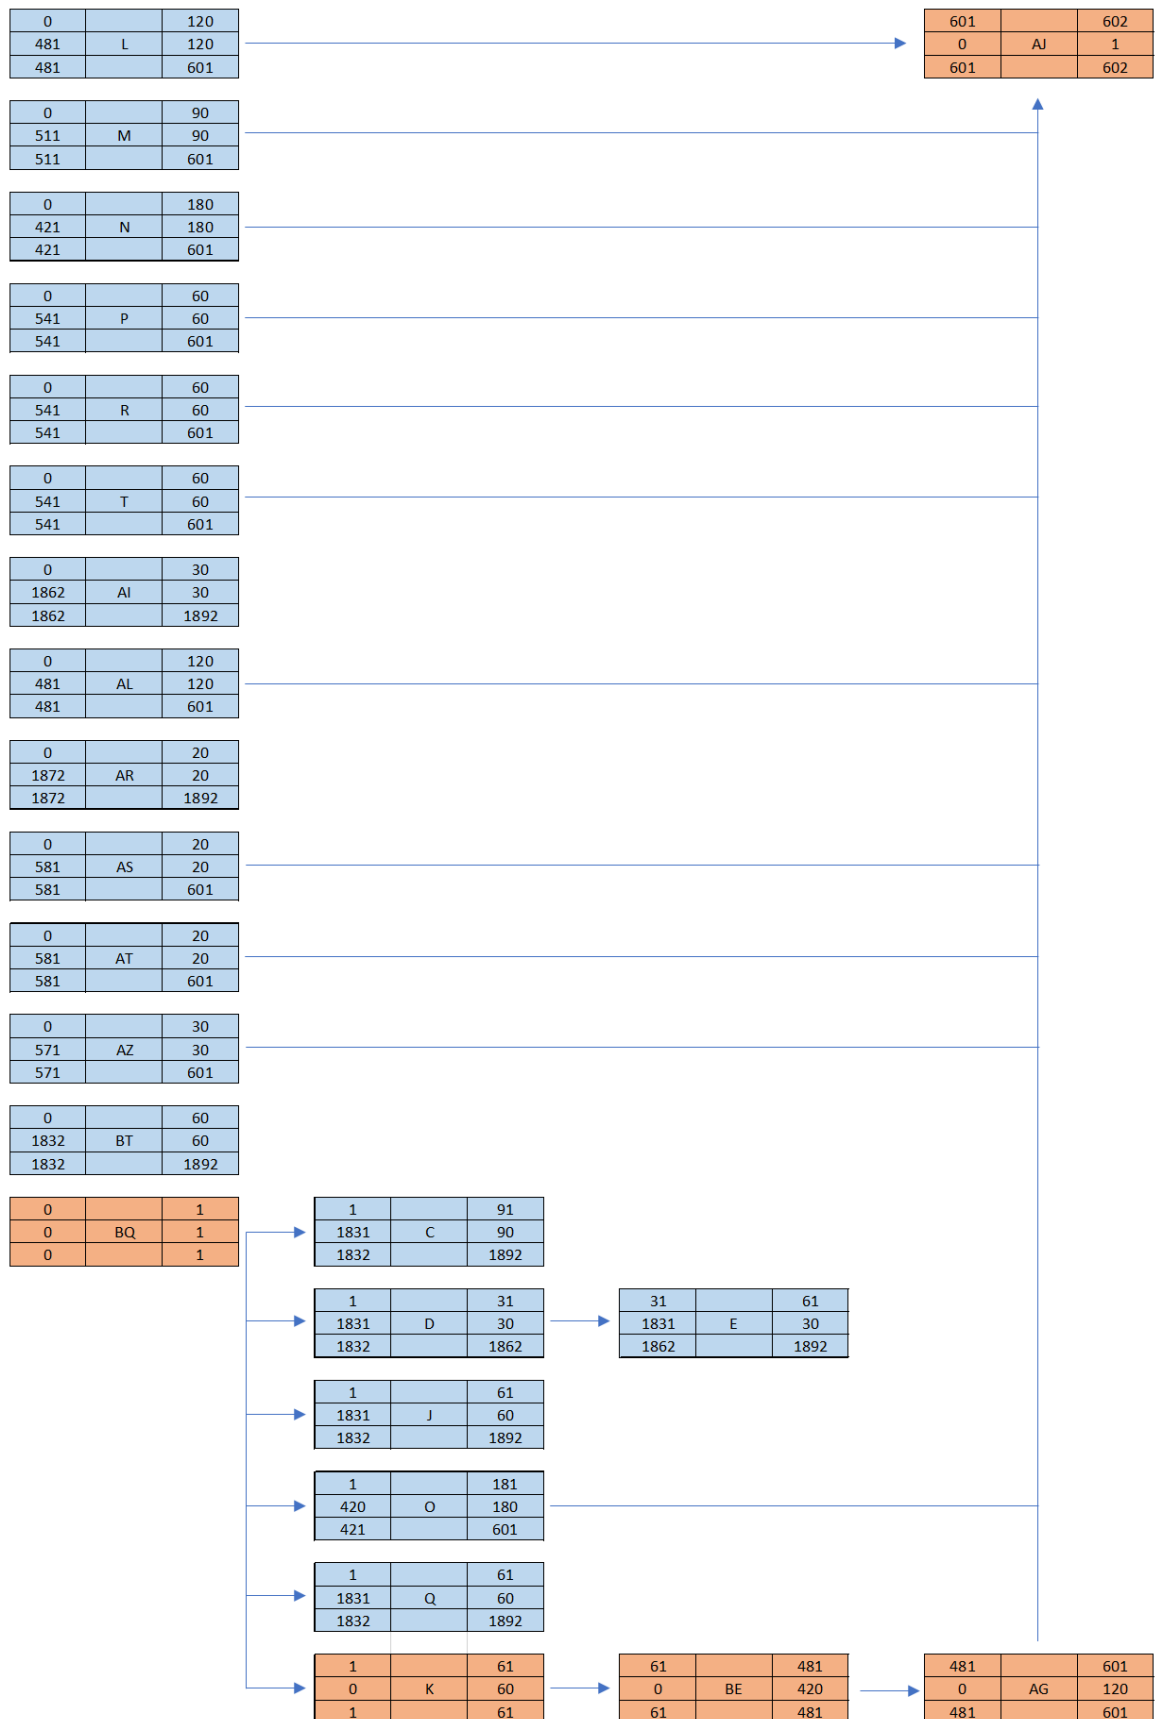 0 120 601 602
481 L 120 0 AJ 1
481 601 601 602
0 90
511 M 90
511 601
0 180
421 N 180
421 601
0 60
541 P 60
541 601
0 60
541 R 60
541 601
0 60
541 T 60
541 601
0 30
1862 AI 30
1862 1892
0 120
481 AL 120
481 601
0 20
1872 AR 20
1872 1892
0 20
581 AS 20
581 601
0 20
581 AT 20
581 601
0 30
571 AZ 30
571 601
0 60
1832 BT 60
1832 1892
0 1 1 91
0 BQ 1 1831 C 90
0 1 1832 1892
1 31 31 61
1831 D 30 1831 E 30
1832 1862 1862 1892
1 61
1831 J 60
1832 1892
1 181
420 O 180
421 601
1 61
1831 Q 60
1832 1892
1 61 61 481 481 601
0 K 60 0 BE 420 0 AG 120
1 61 61 481 481 601